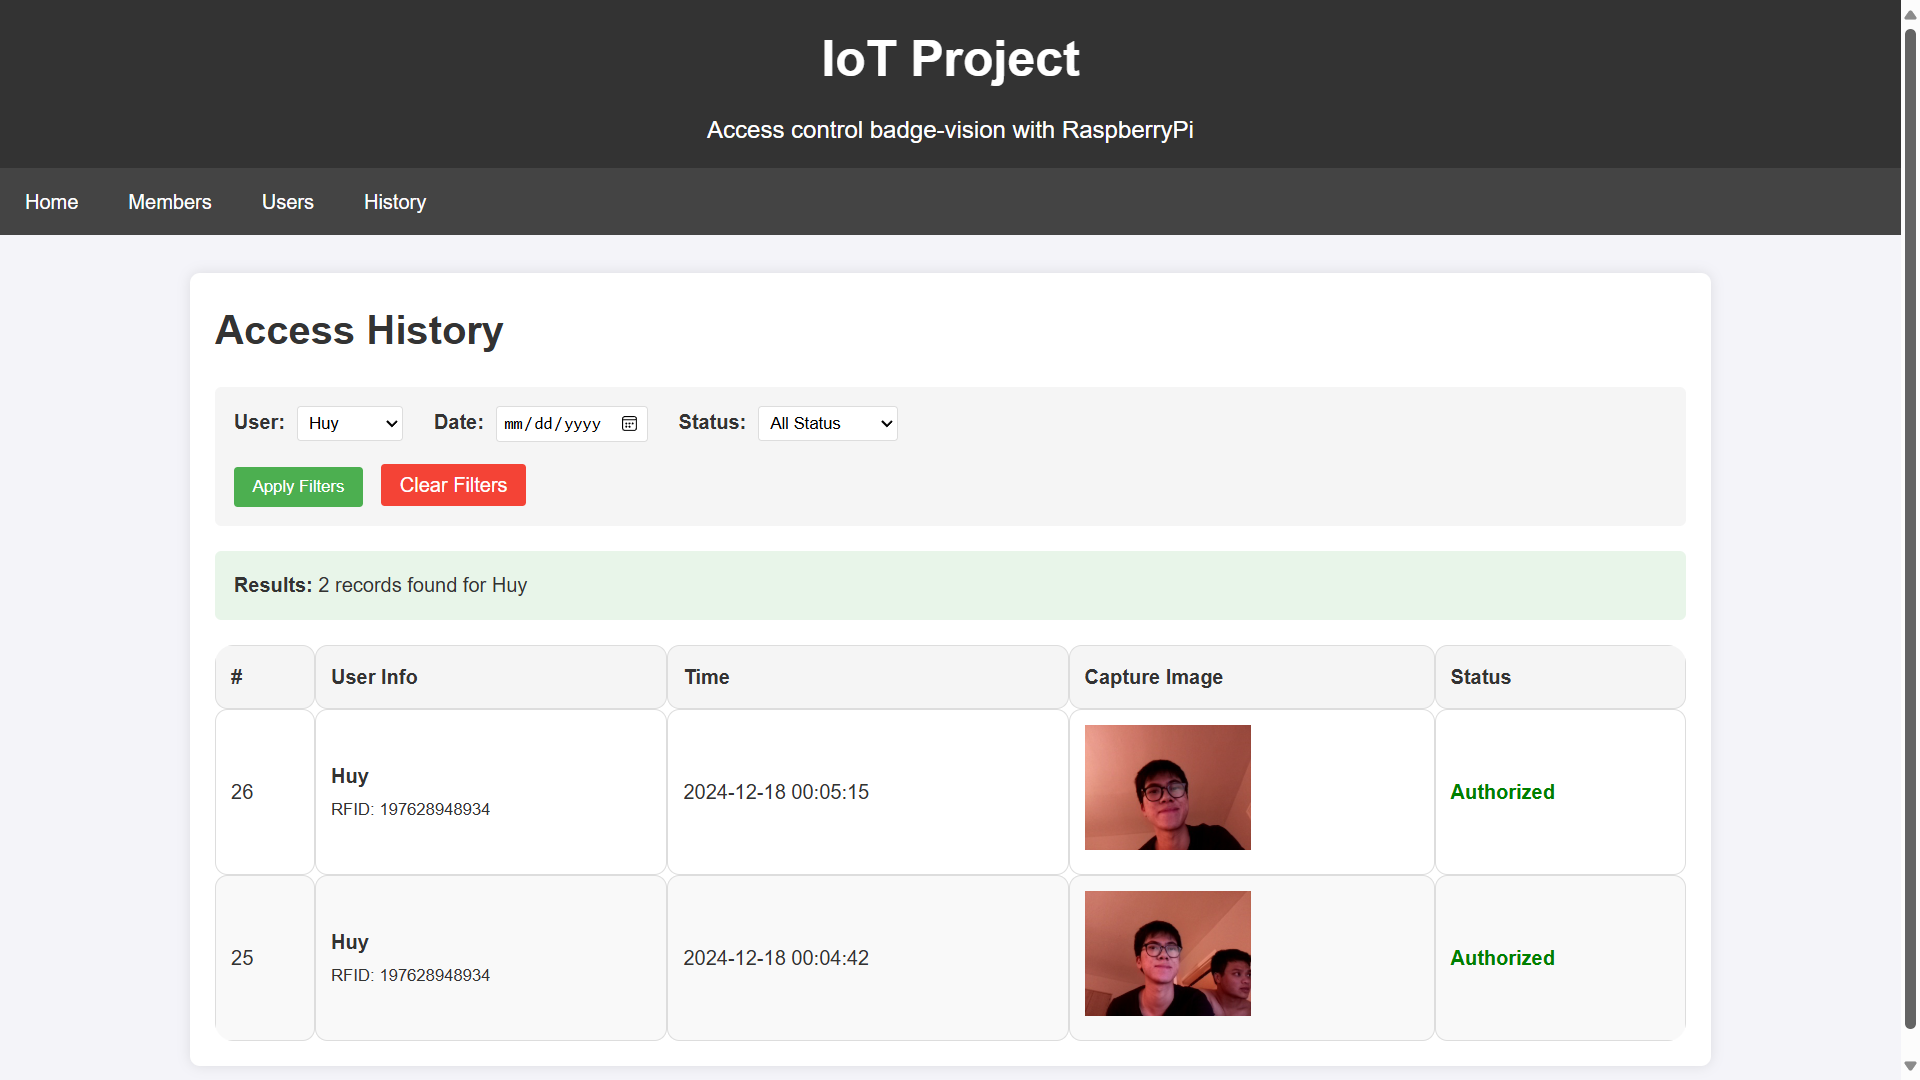 IoT Project
Access control badge-vision with RaspberryPi
Home Members Users History
Access History
User: Huy Date: mm/dd/yyyy Status: All Status
Apply Filters Clear Filters
Results: 2 records found for Huy
# User Info Time Capture Image Status
26 Huy 2024-12-18 00:05:15 Authorized
RFID: 197628948934
25 Huy 2024-12-18 00:04:42 Authorized
RFID: 197628948934